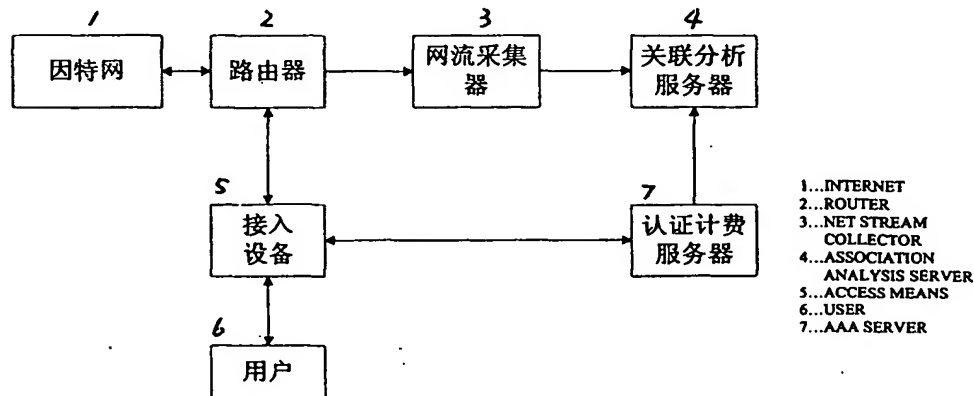 1
2
3
4
因特网
路由器
网流采集
器
关联分析
服务器
5
7
接入
设备
认证计费
服务器
6
用户
1...INTERNET
2...ROUTER
3...NET STREAM
COLLECTOR
4...ASSOCIATION
ANALYSIS SERVER
5...ACCESS MEANS
6...USER
7...AAA SERVER